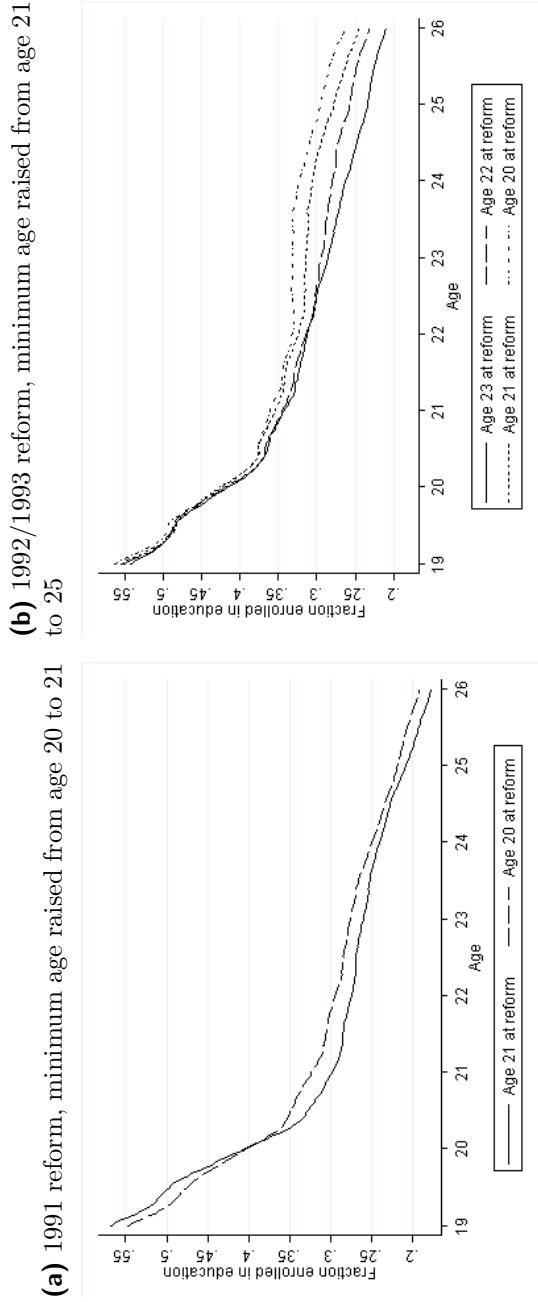 (a) 1991 reform, minimum age raised from age 20 to 21
Fraction enrolled in education
.2 .25 .3 .35 .4 .45 .5 .55
19 20 21 22 23 24 25 26
Age
Age 21 at reform Age 20 at reform
(b) 1992/1993 reform, minimum age raised from age 21
to 25
Fraction enrolled in education
.2 .25 .3 .35 .4 .45 .5 .55
19 20 21 22 23 24 25 26
Age
Age 23 at reform Age 22 at reform
Age 21 at reform Age 20 at reform